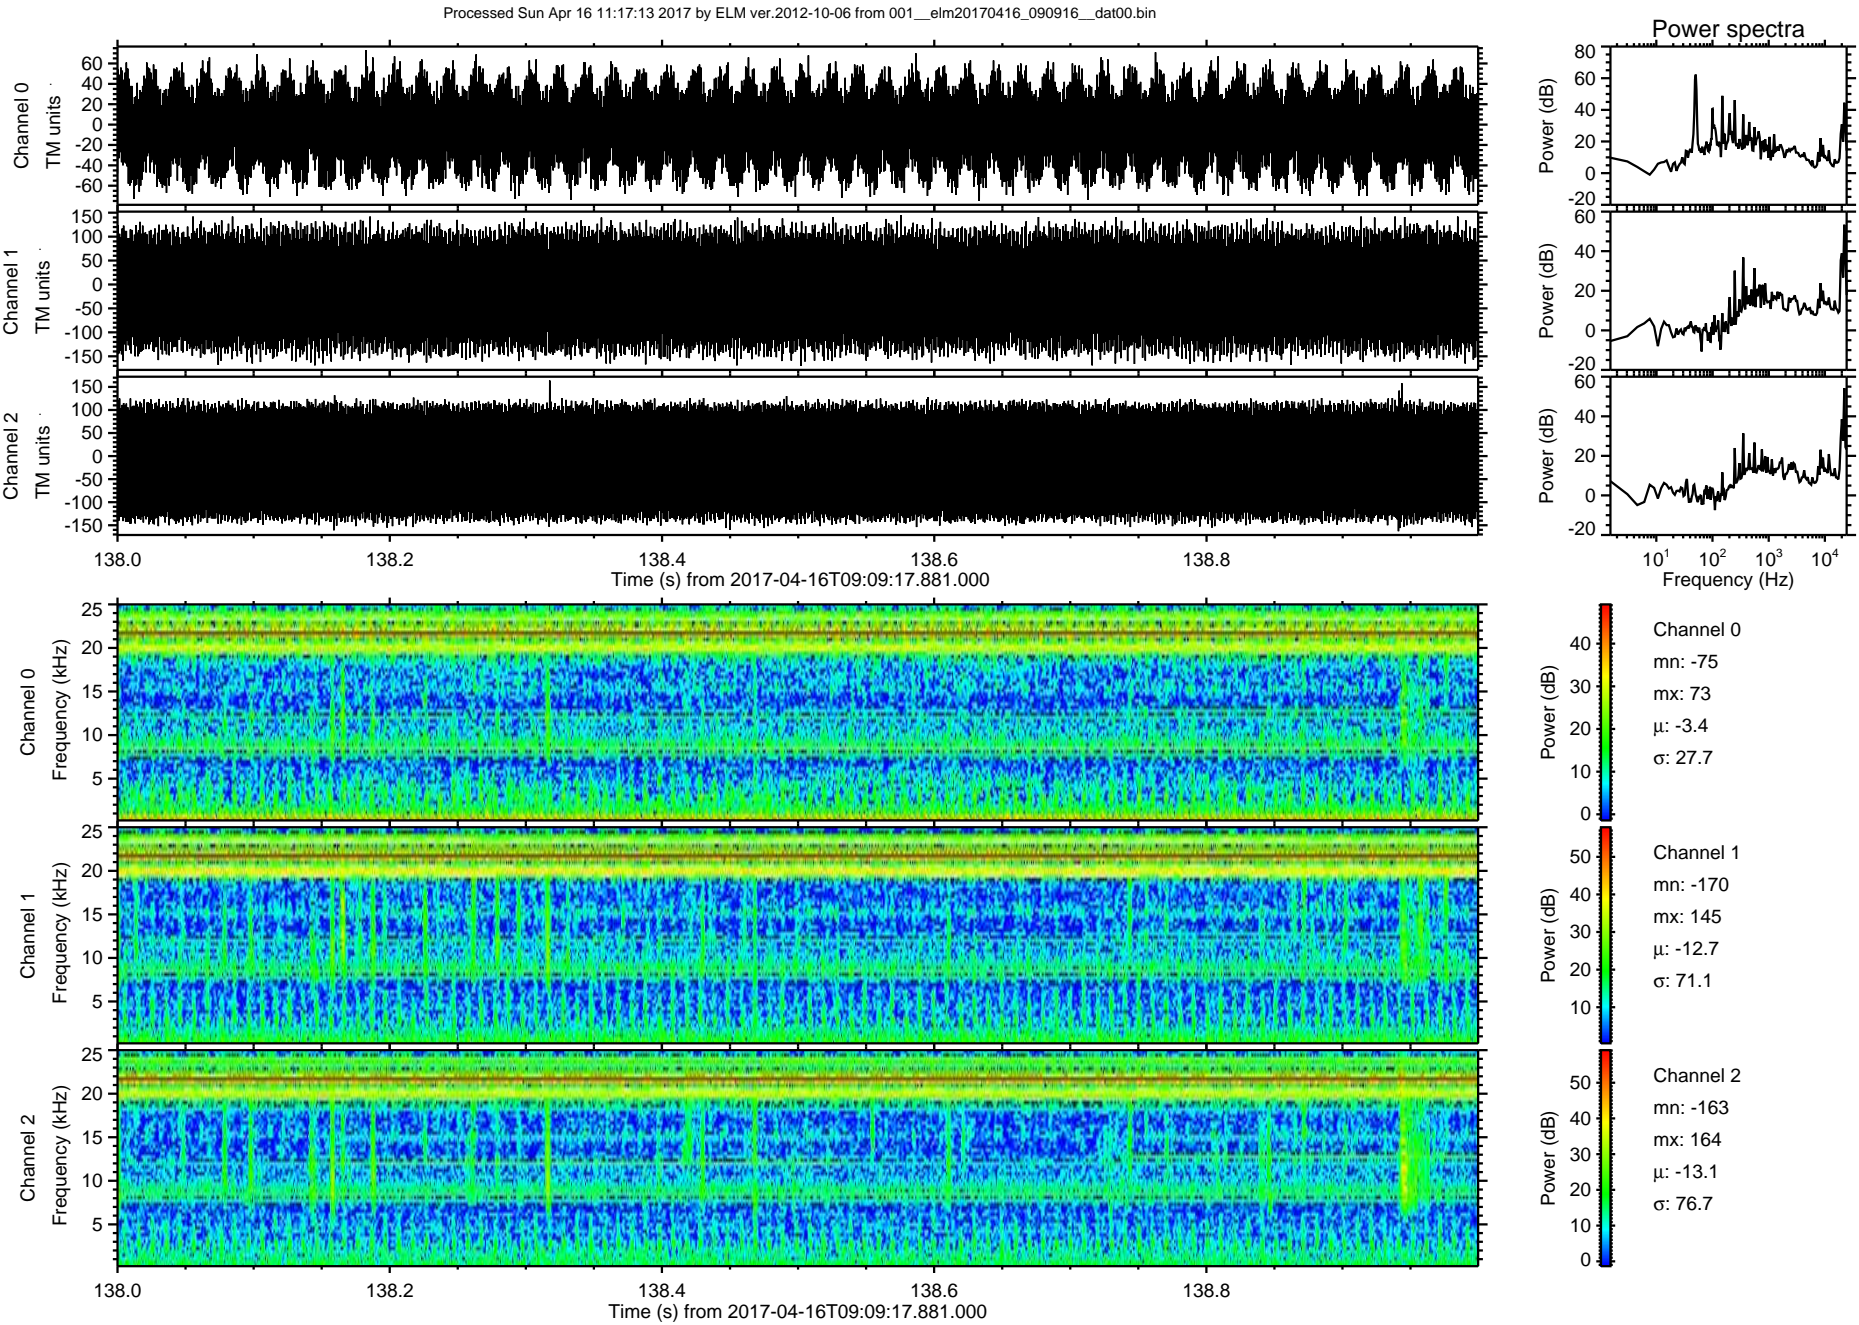 Processed Sun Apr 16 11:17:13 2017 by ELM ver.2012-10-06 from 001__elm20170416_090916__dat00.bin
Power spectra
Channel 0
TM units
60
40
20
0
-20
-40
-60
Power (dB)
80
60
40
20
0
-20
Channel 1
TM units
150
100
50
0
-50
-100
-150
Power (dB)
60
40
20
0
-20
Channel 2
TM units
150
100
50
0
-50
-100
-150
Power (dB)
60
40
20
0
-20
138.0 138.2 138.4 138.6 138.8
Time (s) from 2017-04-16T09:09:17.881.000
10¹ 10² 10³ 10⁴
Frequency (Hz)
Channel 0
Frequency (kHz)
25
20
15
10
5
Power (dB)
40
30
20
10
0
Channel 0
mn: -75
mx: 73
μ: -3.4
σ: 27.7
Channel 1
Frequency (kHz)
25
20
15
10
5
Power (dB)
50
40
30
20
10
Channel 1
mn: -170
mx: 145
μ: -12.7
σ: 71.1
Channel 2
Frequency (kHz)
25
20
15
10
5
Power (dB)
50
40
30
20
10
0
Channel 2
mn: -163
mx: 164
μ: -13.1
σ: 76.7
138.0 138.2 138.4 138.6 138.8
Time (s) from 2017-04-16T09:09:17.881.000